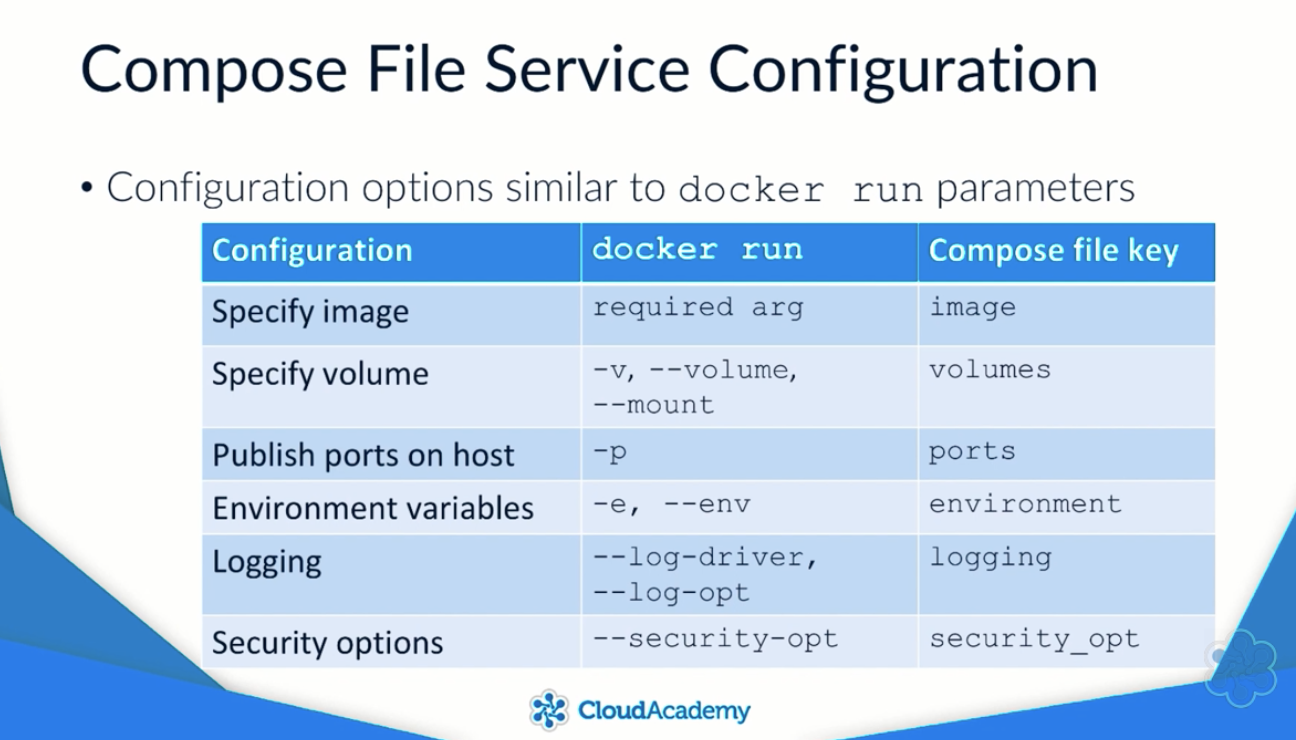 Compose File Service Configuration
• Configuration options similar to docker run parameters
Configuration docker run Compose file key
Specify image required arg image
Specify volume -v, --volume, volumes
--mount
Publish ports on host -p ports
Environment variables -e, --env environment
Logging --log-driver, logging
--log-opt
Security options --security-opt security_opt
CloudAcademy